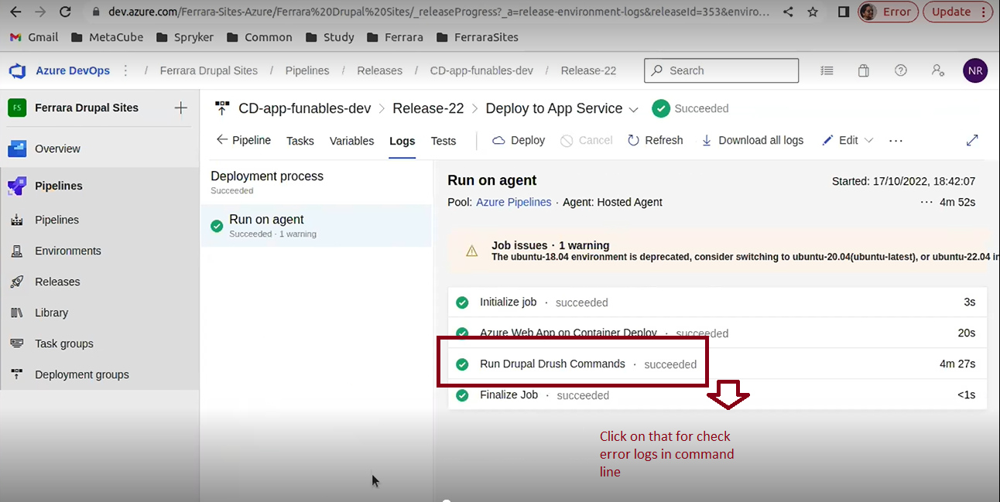 dev.azure.com/Ferrara-Sites-Azure/Ferrara%20Drupal%20Sites/_releaseProgress?_a=release-environment-logs&releaseId=353&enviro...
Error
Update
Gmail
MetaCube
Spryker
Common
Study
Ferrara
FerraraSites
Azure DevOps
/ Ferrara Drupal Sites / Pipelines / Releases / CD-app-funables-dev / Release-22
Search
NR
FS
Ferrara Drupal Sites
Overview
Pipelines
Pipelines
Environments
Releases
Library
Task groups
Deployment groups
CD-app-funables-dev > Release-22 > Deploy to App Service
Succeeded
Pipeline
Tasks
Variables
Logs
Tests
Deploy
Cancel
Refresh
Download all logs
Edit
Deployment process
Succeeded
Run on agent
Succeeded · 1 warning
Run on agent
Started: 17/10/2022, 18:42:07
Pool: Azure Pipelines · Agent: Hosted Agent
··· 4m 52s
Job issues · 1 warning
The ubuntu-18.04 environment is deprecated, consider switching to ubuntu-20.04(ubuntu-latest), or ubuntu-22.04 in
Initialize job · succeeded 3s
Azure Web App on Container Deploy · succeeded 20s
Run Drupal Drush Commands · succeeded 4m 27s
Finalize Job · succeeded <1s
Click on that for check
error logs in command
line